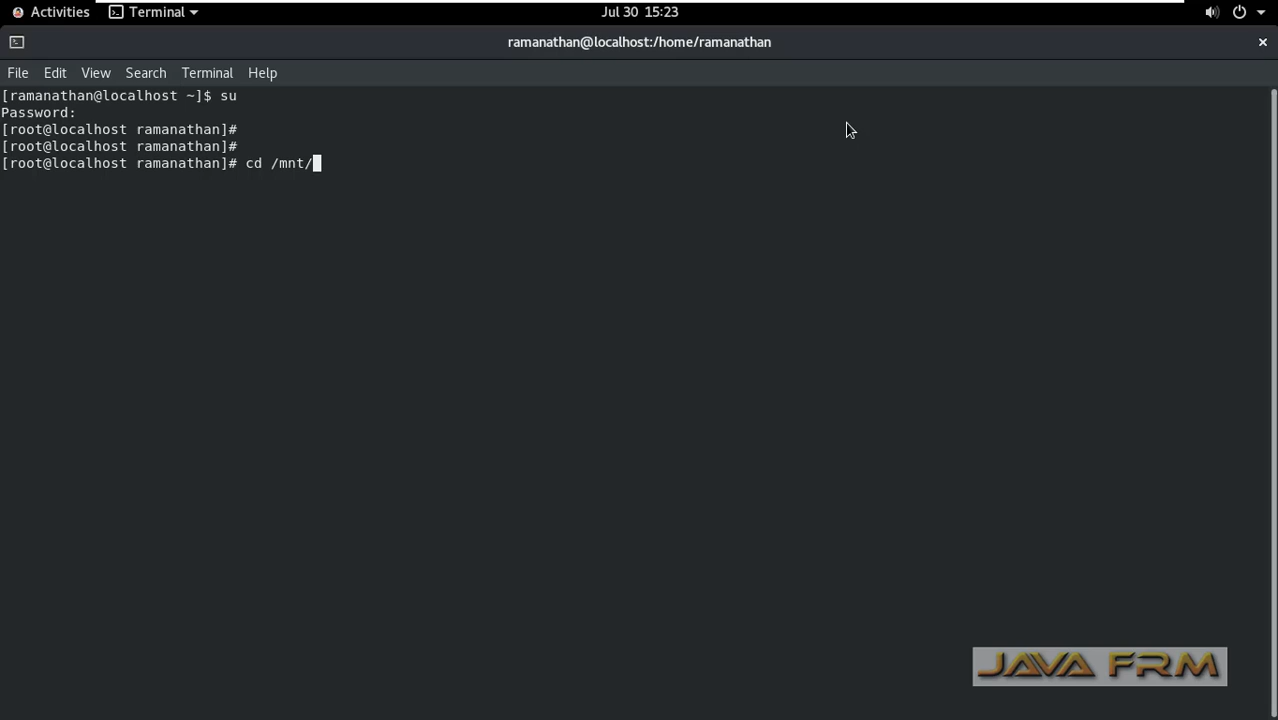 Activities Terminal Jul 30 15:23
ramanathan@localhost:/home/ramanathan
File Edit View Search Terminal Help
[ramanathan@localhost ~]$ su
Password:
[root@localhost ramanathan]#
[root@localhost ramanathan]#
[root@localhost ramanathan]# cd /mnt/
JAVA FRM